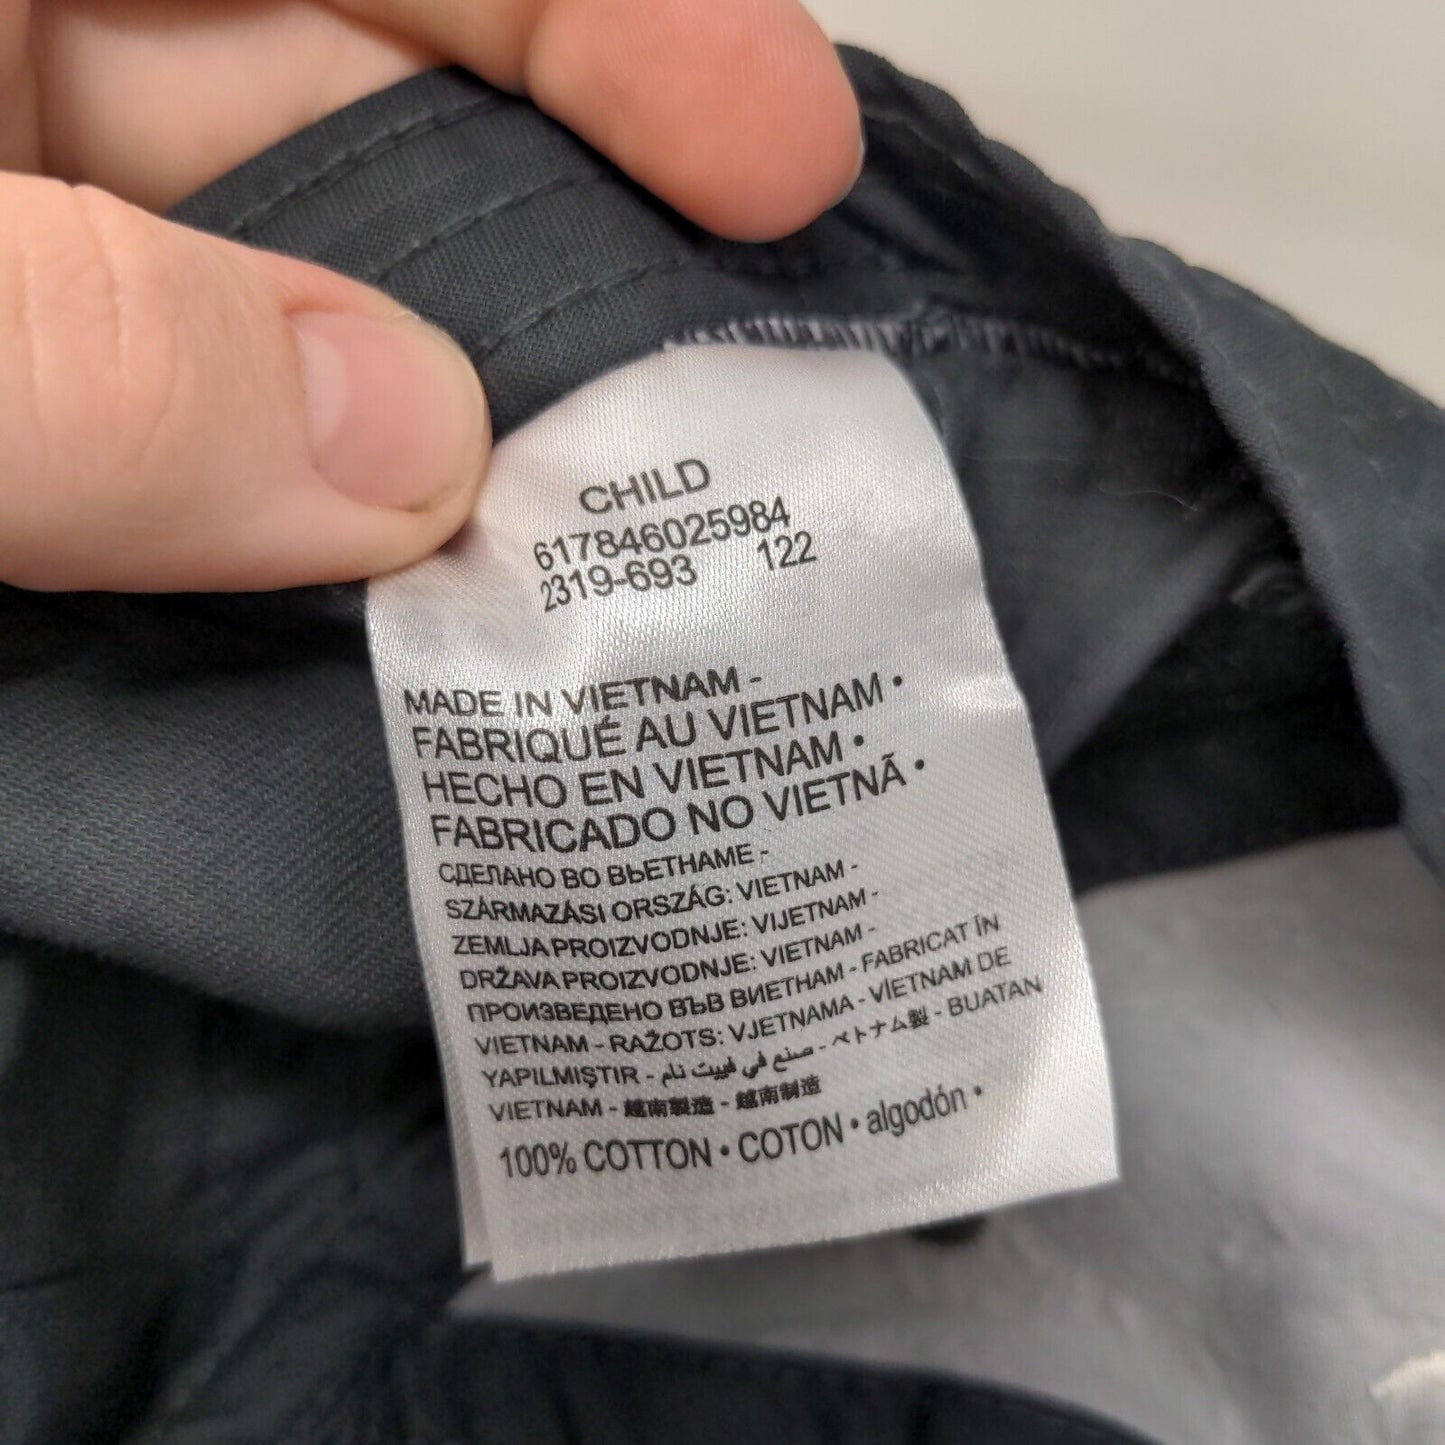 CHILD
617846025984
2319-693 122
MADE IN VIETNAM -
FABRIQUÉ AU VIETNAM •
HECHO EN VIETNAM •
FABRICADO NO VIETNÃ •
СДЕЛАНО ВО ВЬЕТНАМЕ -
SZÁRMAZÁSI ORSZÁG: VIETNAM -
ZEMLJA PROIZVODNJE: VIJETNAM -
DRŽAVA PROIZVODNJE: VIETNAM -
ПРОИЗВЕДЕНО ВЪВ ВИЕТНАМ - FABRICAT ÎN
VIETNAM - RAŽOTS: VJETNAMA - VİETNAM DE
YAPILMIŞTIR - صنع في فييت نام - ベトナム製 - BUATAN
VIETNAM - 越南製造 - 越南制造
100% COTTON • COTON • algodón •